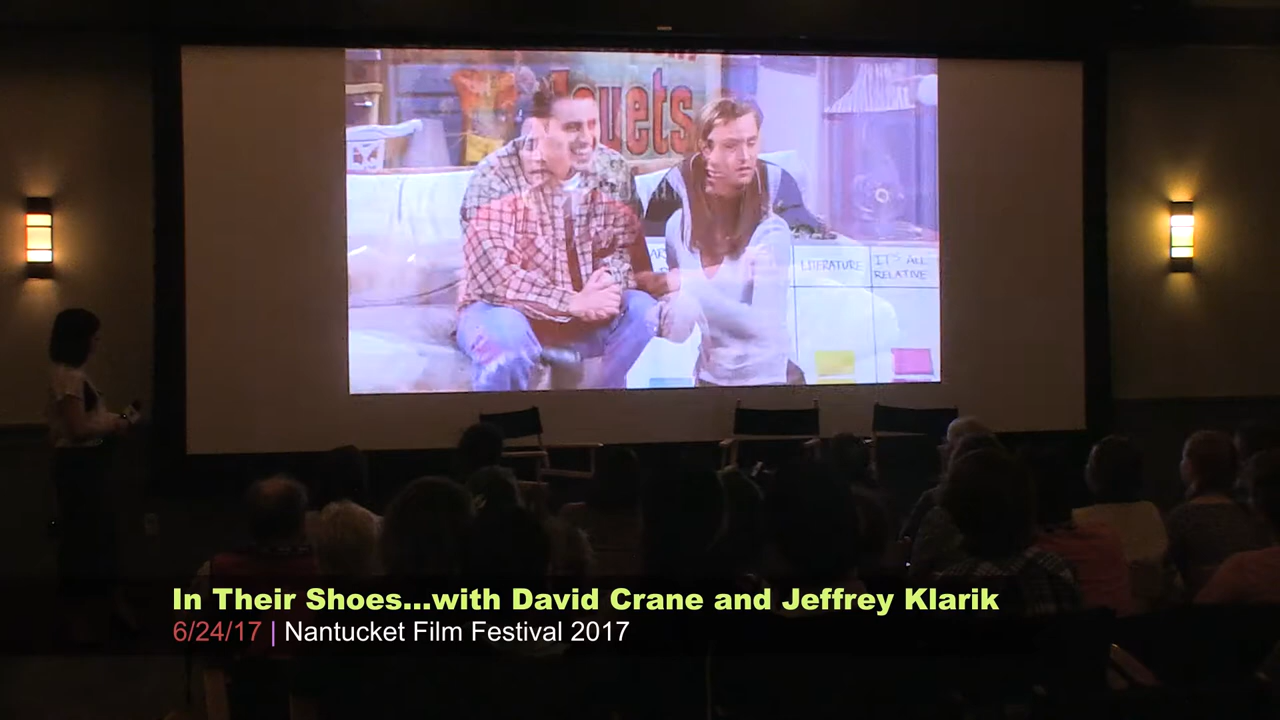 Jouets
LITERATURE
IT'S ALL
RELATIVE
In Their Shoes...with David Crane and Jeffrey Klarik
6/24/17 | Nantucket Film Festival 2017